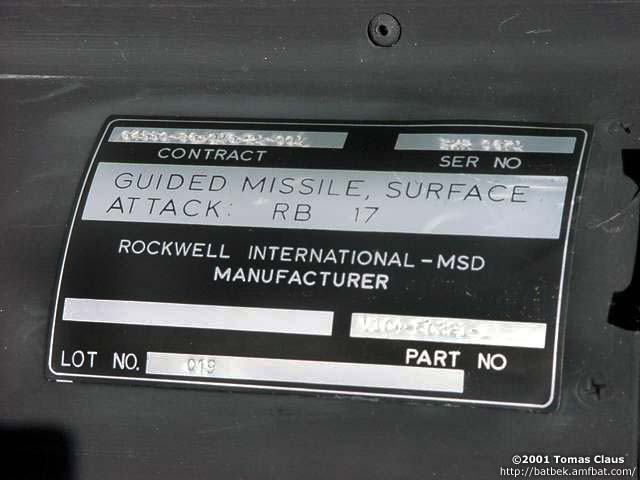 CONTRACT
SER NO
GUIDED MISSILE, SURFACE
ATTACK: RB 17
ROCKWELL INTERNATIONAL-MSD
MANUFACTURER
PART NO
LOT NO. 019
©2001 Tomas Claus
http://batbek.amfbat.com/